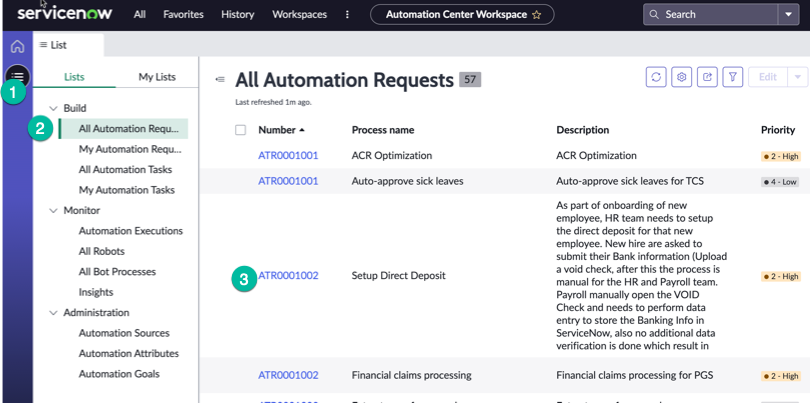 servicenow All Favorites History Workspaces Automation Center Workspace Search
List
Lists My Lists
1
Build
2 All Automation Requ...
My Automation Requ...
All Automation Tasks
My Automation Tasks
Monitor
Automation Executions
All Robots
All Bot Processes
Insights
Administration
Automation Sources
Automation Attributes
Automation Goals
All Automation Requests 57
Last refreshed 1m ago.
Edit
Number Process name Description Priority
ATR0001001 ACR Optimization ACR Optimization 2 - High
ATR0001001 Auto-approve sick leaves Auto-approve sick leaves for TCS 4 - Low
As part of onboarding of new
employee, HR team needs to setup
the direct deposit for that new
employee. New hire are asked to
submit their Bank information (Upload
a void check, after this the process is
manual for the HR and Payroll team.
Payroll manually open the VOID
Check and needs to perform data
entry to store the Banking Info in
ServiceNow, also no additional data
verification is done which result in
3 ATR0001002 Setup Direct Deposit 2 - High
ATR0001002 Financial claims processing Financial claims processing for PGS 2 - High